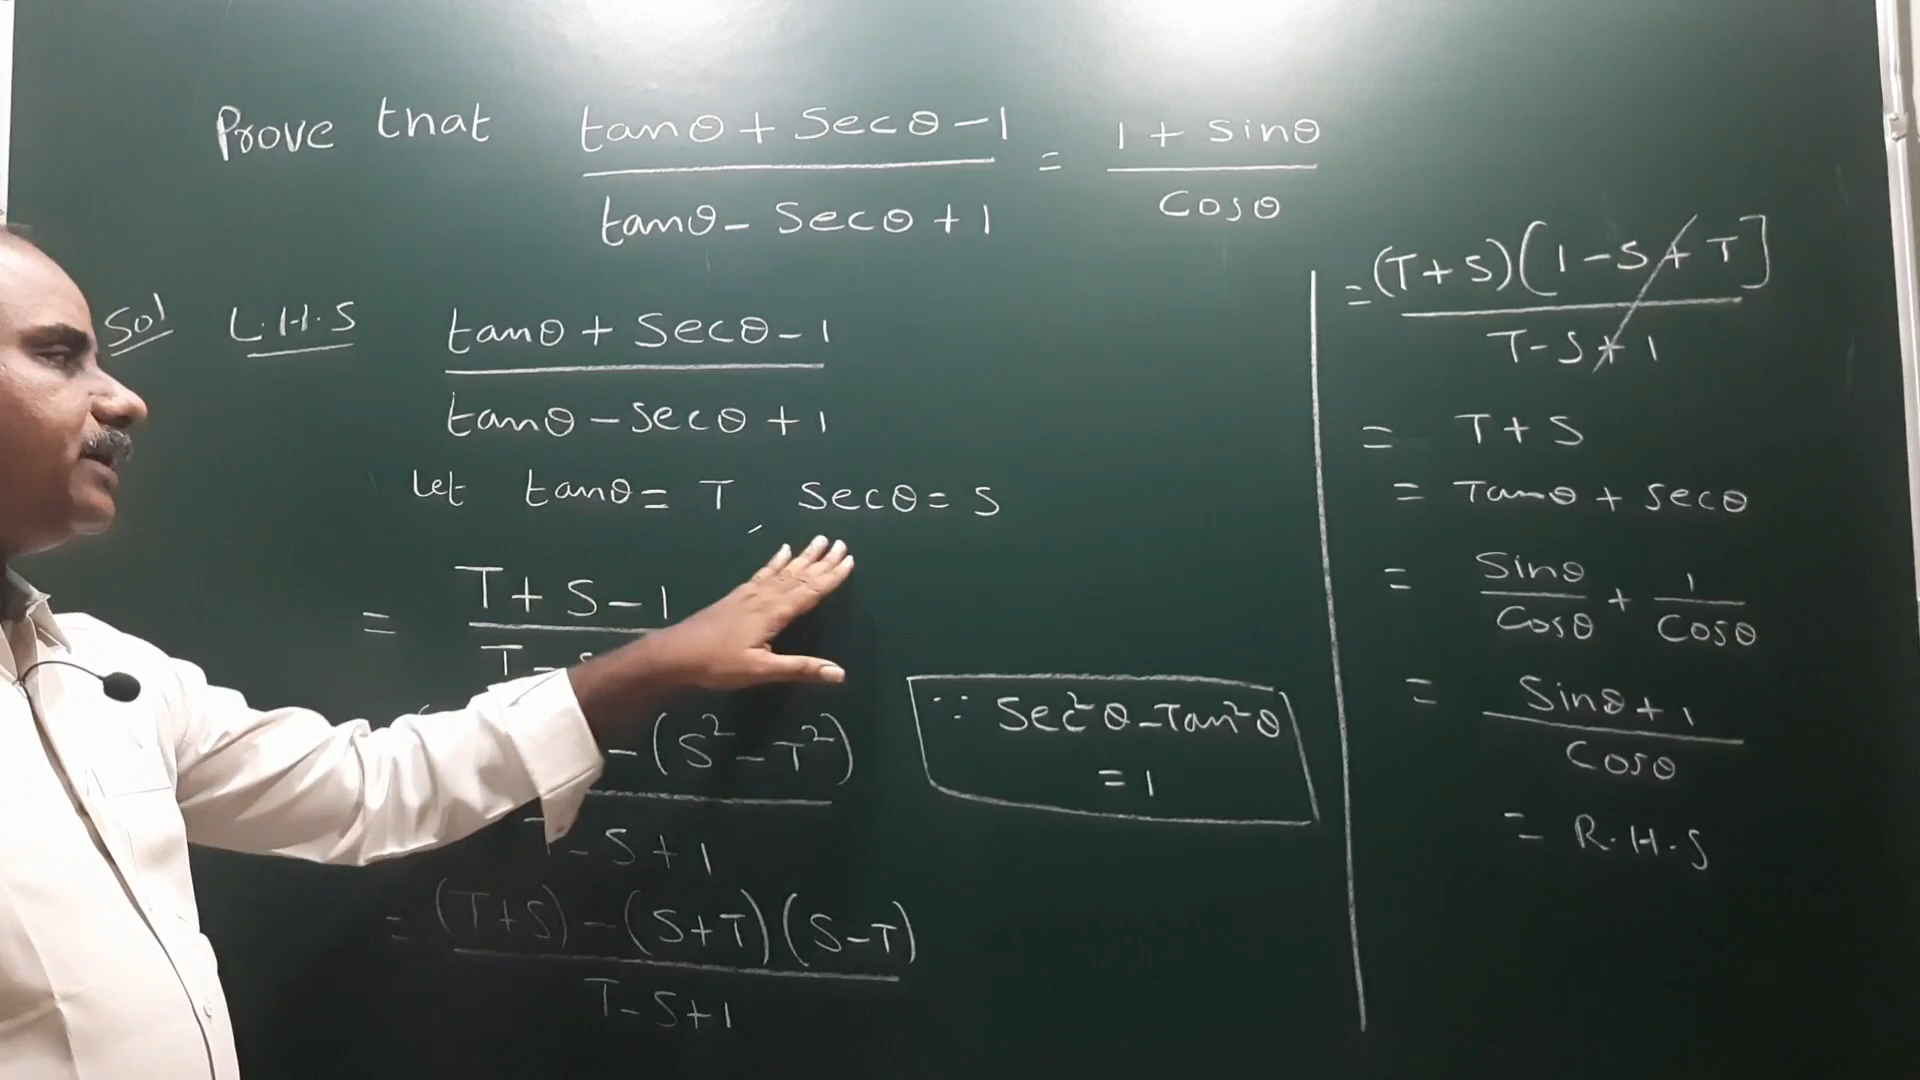 Prove that tanθ + Secθ - 1 / tanθ - Secθ + 1 = 1 + Sinθ / Cosθ
Sol L.H.S tanθ + Secθ - 1
tanθ - secθ + 1
Let tanθ = T, Secθ = S
= T + S - 1
T - S
- (S² - T²)
T - S + 1
= (T+S) - (S+T)(S-T)
T - S + 1
∵ Sec²θ - Tan²θ
= 1
= (T+S)(1 - S + T]
T - S + 1
= T + S
= Tanθ + Secθ
= Sinθ / Cosθ + 1 / Cosθ
= Sinθ + 1
Cosθ
= R.H.S